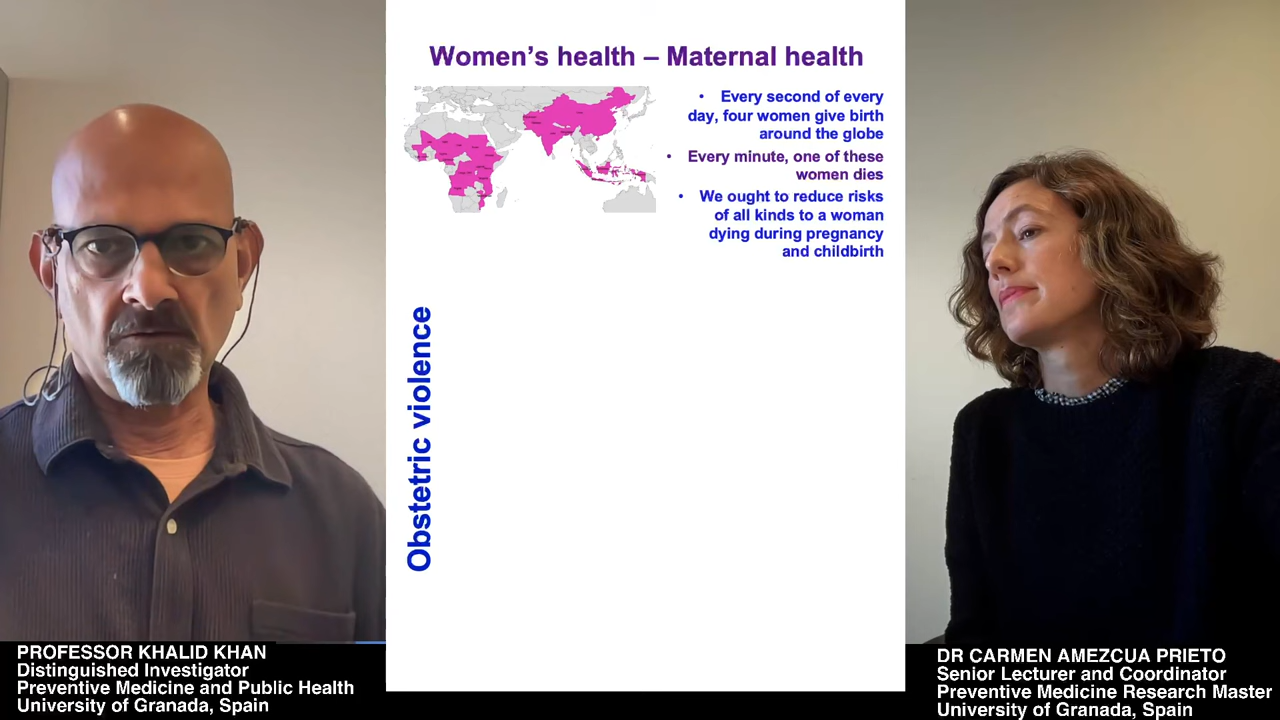 Women's health – Maternal health
• Every second of every
day, four women give birth
around the globe
• Every minute, one of these
women dies
• We ought to reduce risks
of all kinds to a woman
dying during pregnancy
and childbirth
Obstetric violence
PROFESSOR KHALID KHAN
Distinguished Investigator
Preventive Medicine and Public Health
University of Granada, Spain
DR CARMEN AMEZCUA PRIETO
Senior Lecturer and Coordinator
Preventive Medicine Research Master
University of Granada, Spain